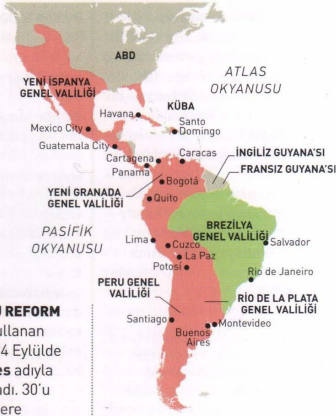 ABD
YENİ İSPANYA
GENEL VALİLİĞİ
ATLAS
OKYANUSU
Havana
KÜBA
Santo
Domingo
Mexico City
Guatemala City
Cartagena
Caracas
Panama
İNGİLİZ GUYANA'SI
FRANSIZ GUYANA'SI
Bogotá
YENİ GRANADA
GENEL VALİLİĞİ
Quito
BREZİLYA
GENEL VALİLİĞİ
PASİFİK
OKYANUSU
Lima
Cuzco
Salvador
La Paz
Potosí
Rio de Janeiro
PERU GENEL
VALİLİĞİ
RİO DE LA PLATA
GENEL VALİLİĞİ
Santiago
Buenos
Aires
Montevideo
REFORM
ullanan
4 Eylülde
es adıyla
adı. 30'u
ere